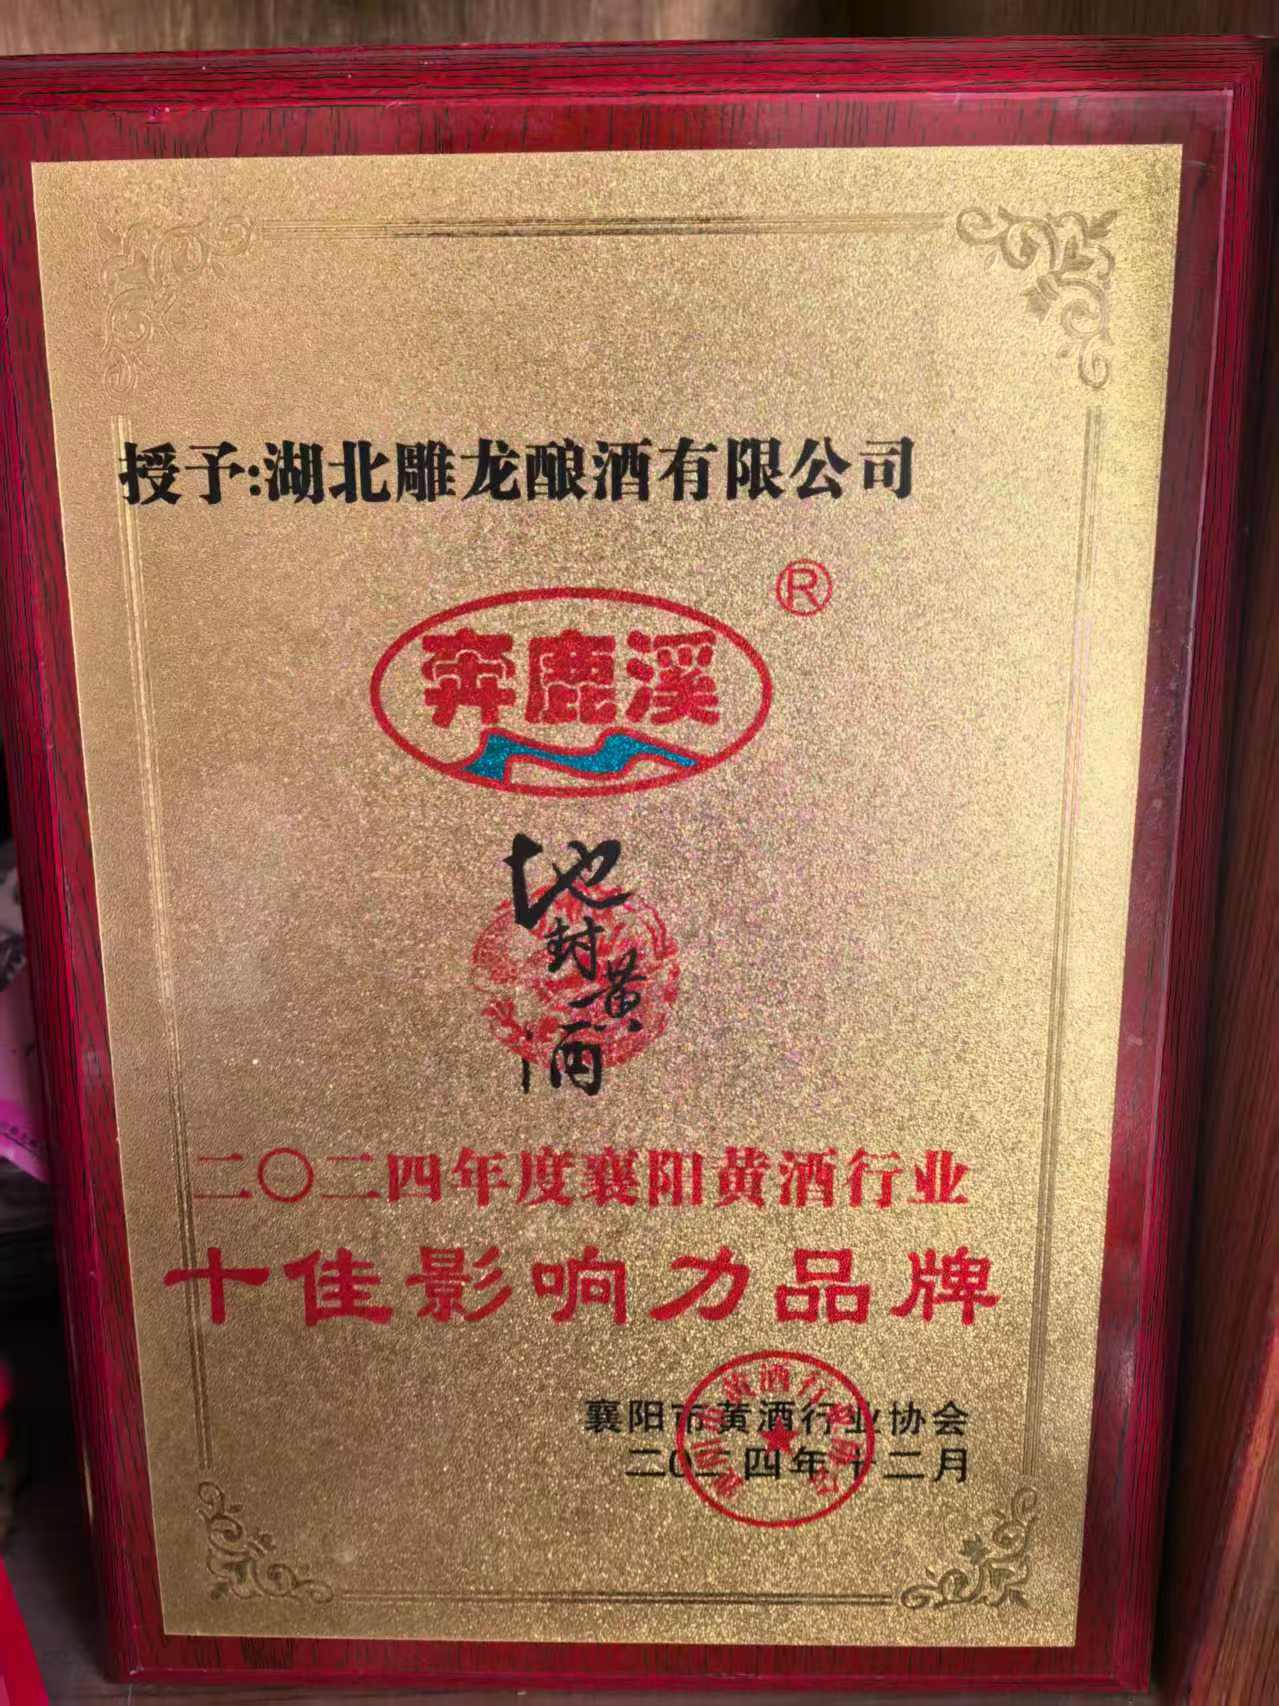 授予:湖北雕龙酿酒有限公司
®
奔鹿溪
地封黄酒
二〇二四年度襄阳黄酒行业
十佳影响力品牌
襄阳市黄酒行业协会
二〇二四年十二月